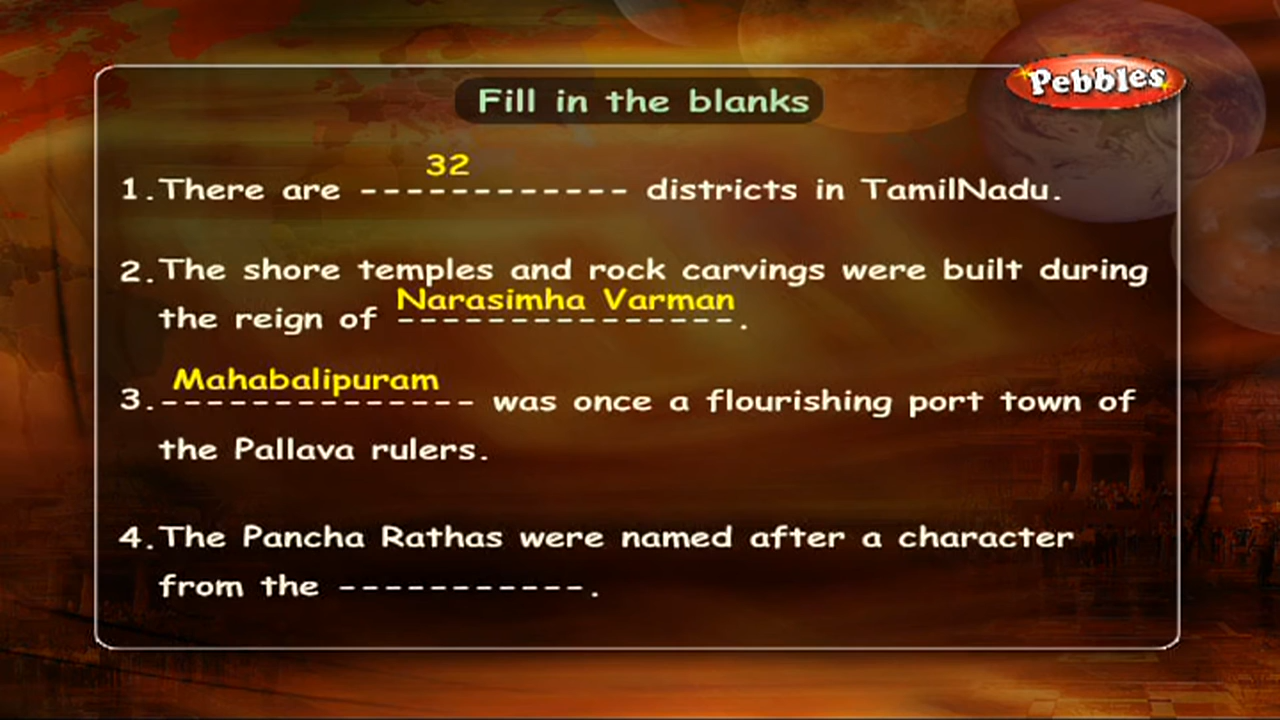 Pebbles
Fill in the blanks
32
1.There are ------------ districts in TamilNadu.
2.The shore temples and rock carvings were built during
Narasimha Varman
the reign of ---------------.
Mahabalipuram
3.-------------- was once a flourishing port town of
the Pallava rulers.
4.The Pancha Rathas were named after a character
from the -----------.